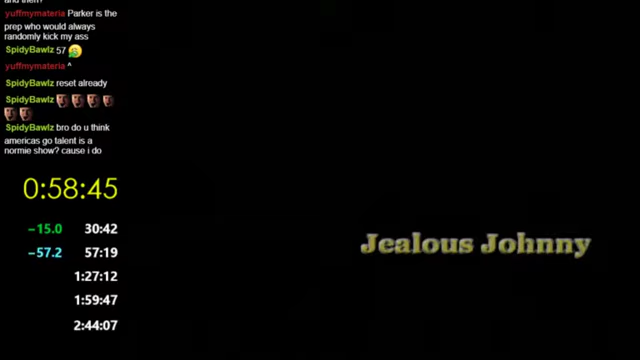 and then?
yuffmymateria Parker is the
prep who would always
randomly kick my ass
SpidyBawlz 57
yuffmymateria ^
SpidyBawlz reset already
SpidyBawlz
SpidyBawlz bro do u think
americas go talent is a
normie show? cause i do
0:58:45
-15.0 30:42
-57.2 57:19
1:27:12
1:59:47
2:44:07
Jealous Johnny